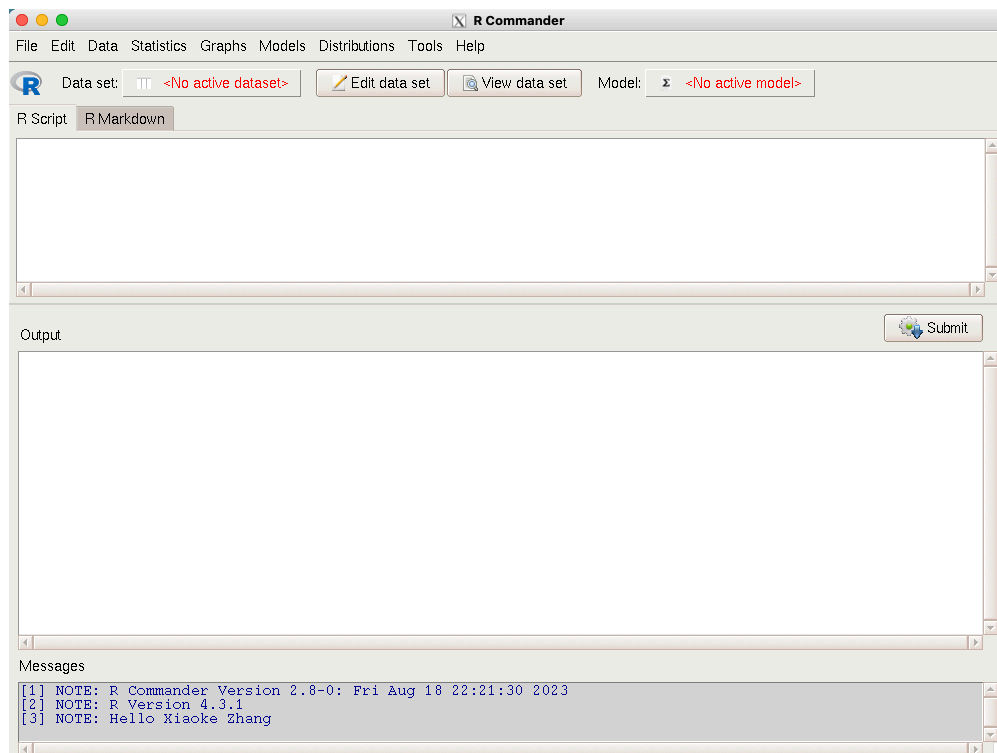 R Commander
File Edit Data Statistics Graphs Models Distributions Tools Help
R Data set: <No active dataset> Edit data set View data set Model: Σ <No active model>
R Script R Markdown
Output Submit
Messages
[1] NOTE: R Commander Version 2.8-0: Fri Aug 18 22:21:30 2023
[2] NOTE: R Version 4.3.1
[3] NOTE: Hello Xiaoke Zhang